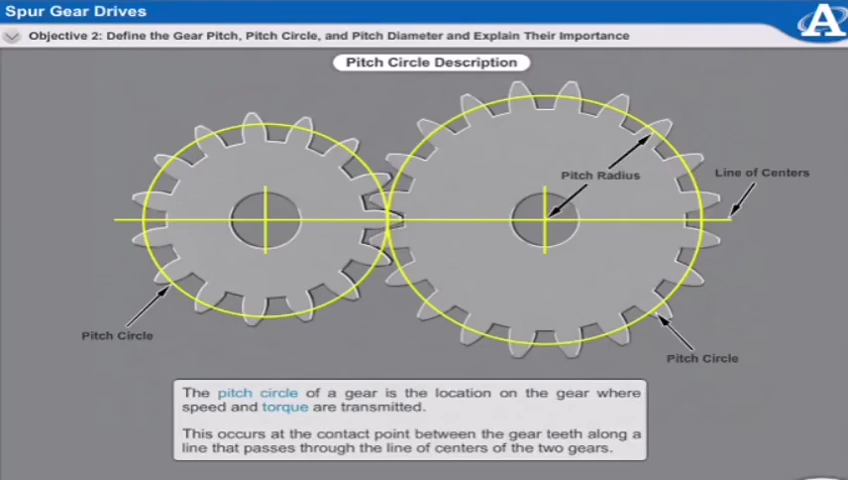 Spur Gear Drives
A
Objective 2: Define the Gear Pitch, Pitch Circle, and Pitch Diameter and Explain Their Importance
Pitch Circle Description
Pitch Radius
Line of Centers
Pitch Circle
Pitch Circle
The pitch circle of a gear is the location on the gear where
speed and torque are transmitted.
This occurs at the contact point between the gear teeth along a
line that passes through the line of centers of the two gears.